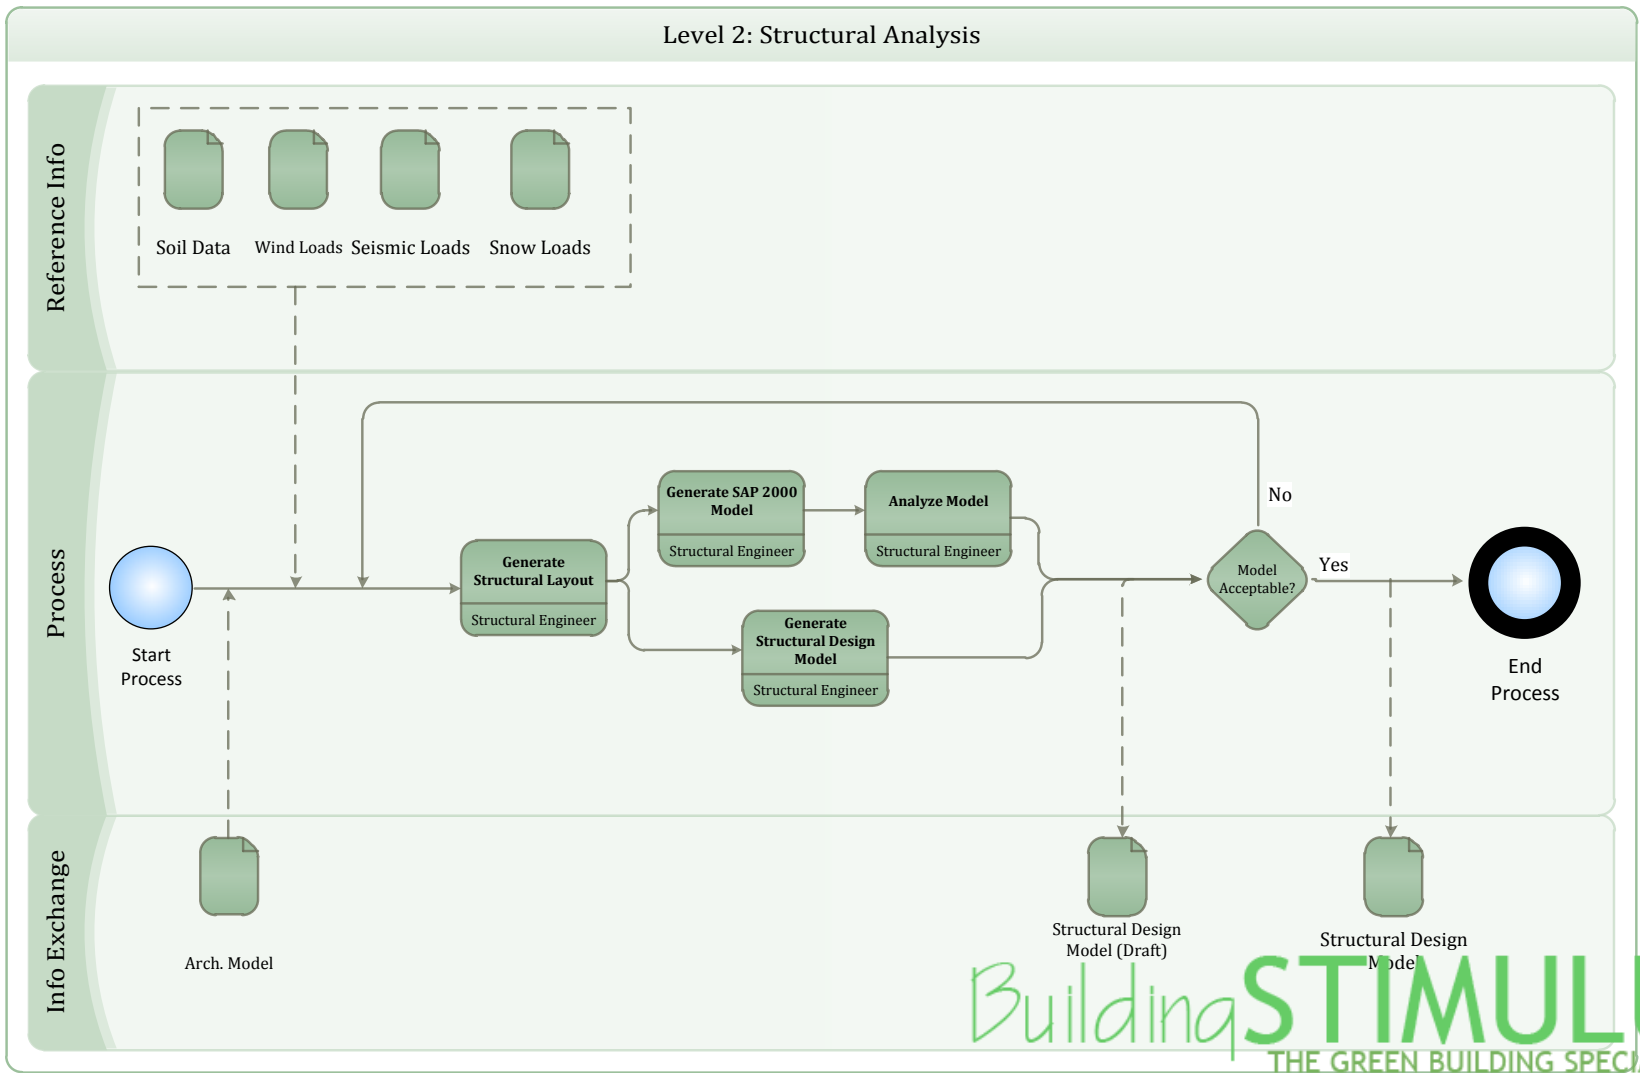 Level 2: Structural Analysis
Reference Info
Soil Data
Wind Loads
Seismic Loads
Snow Loads
Process
Start
Process
Generate
Structural Layout
Structural Engineer
Generate SAP 2000
Model
Structural Engineer
Analyze Model
Structural Engineer
Generate
Structural Design
Model
Structural Engineer
No
Model
Acceptable?
Yes
End
Process
Info Exchange
Arch. Model
Structural Design
Model (Draft)
Structural Design
Model
Building STIMUL
THE GREEN BUILDING SPECI